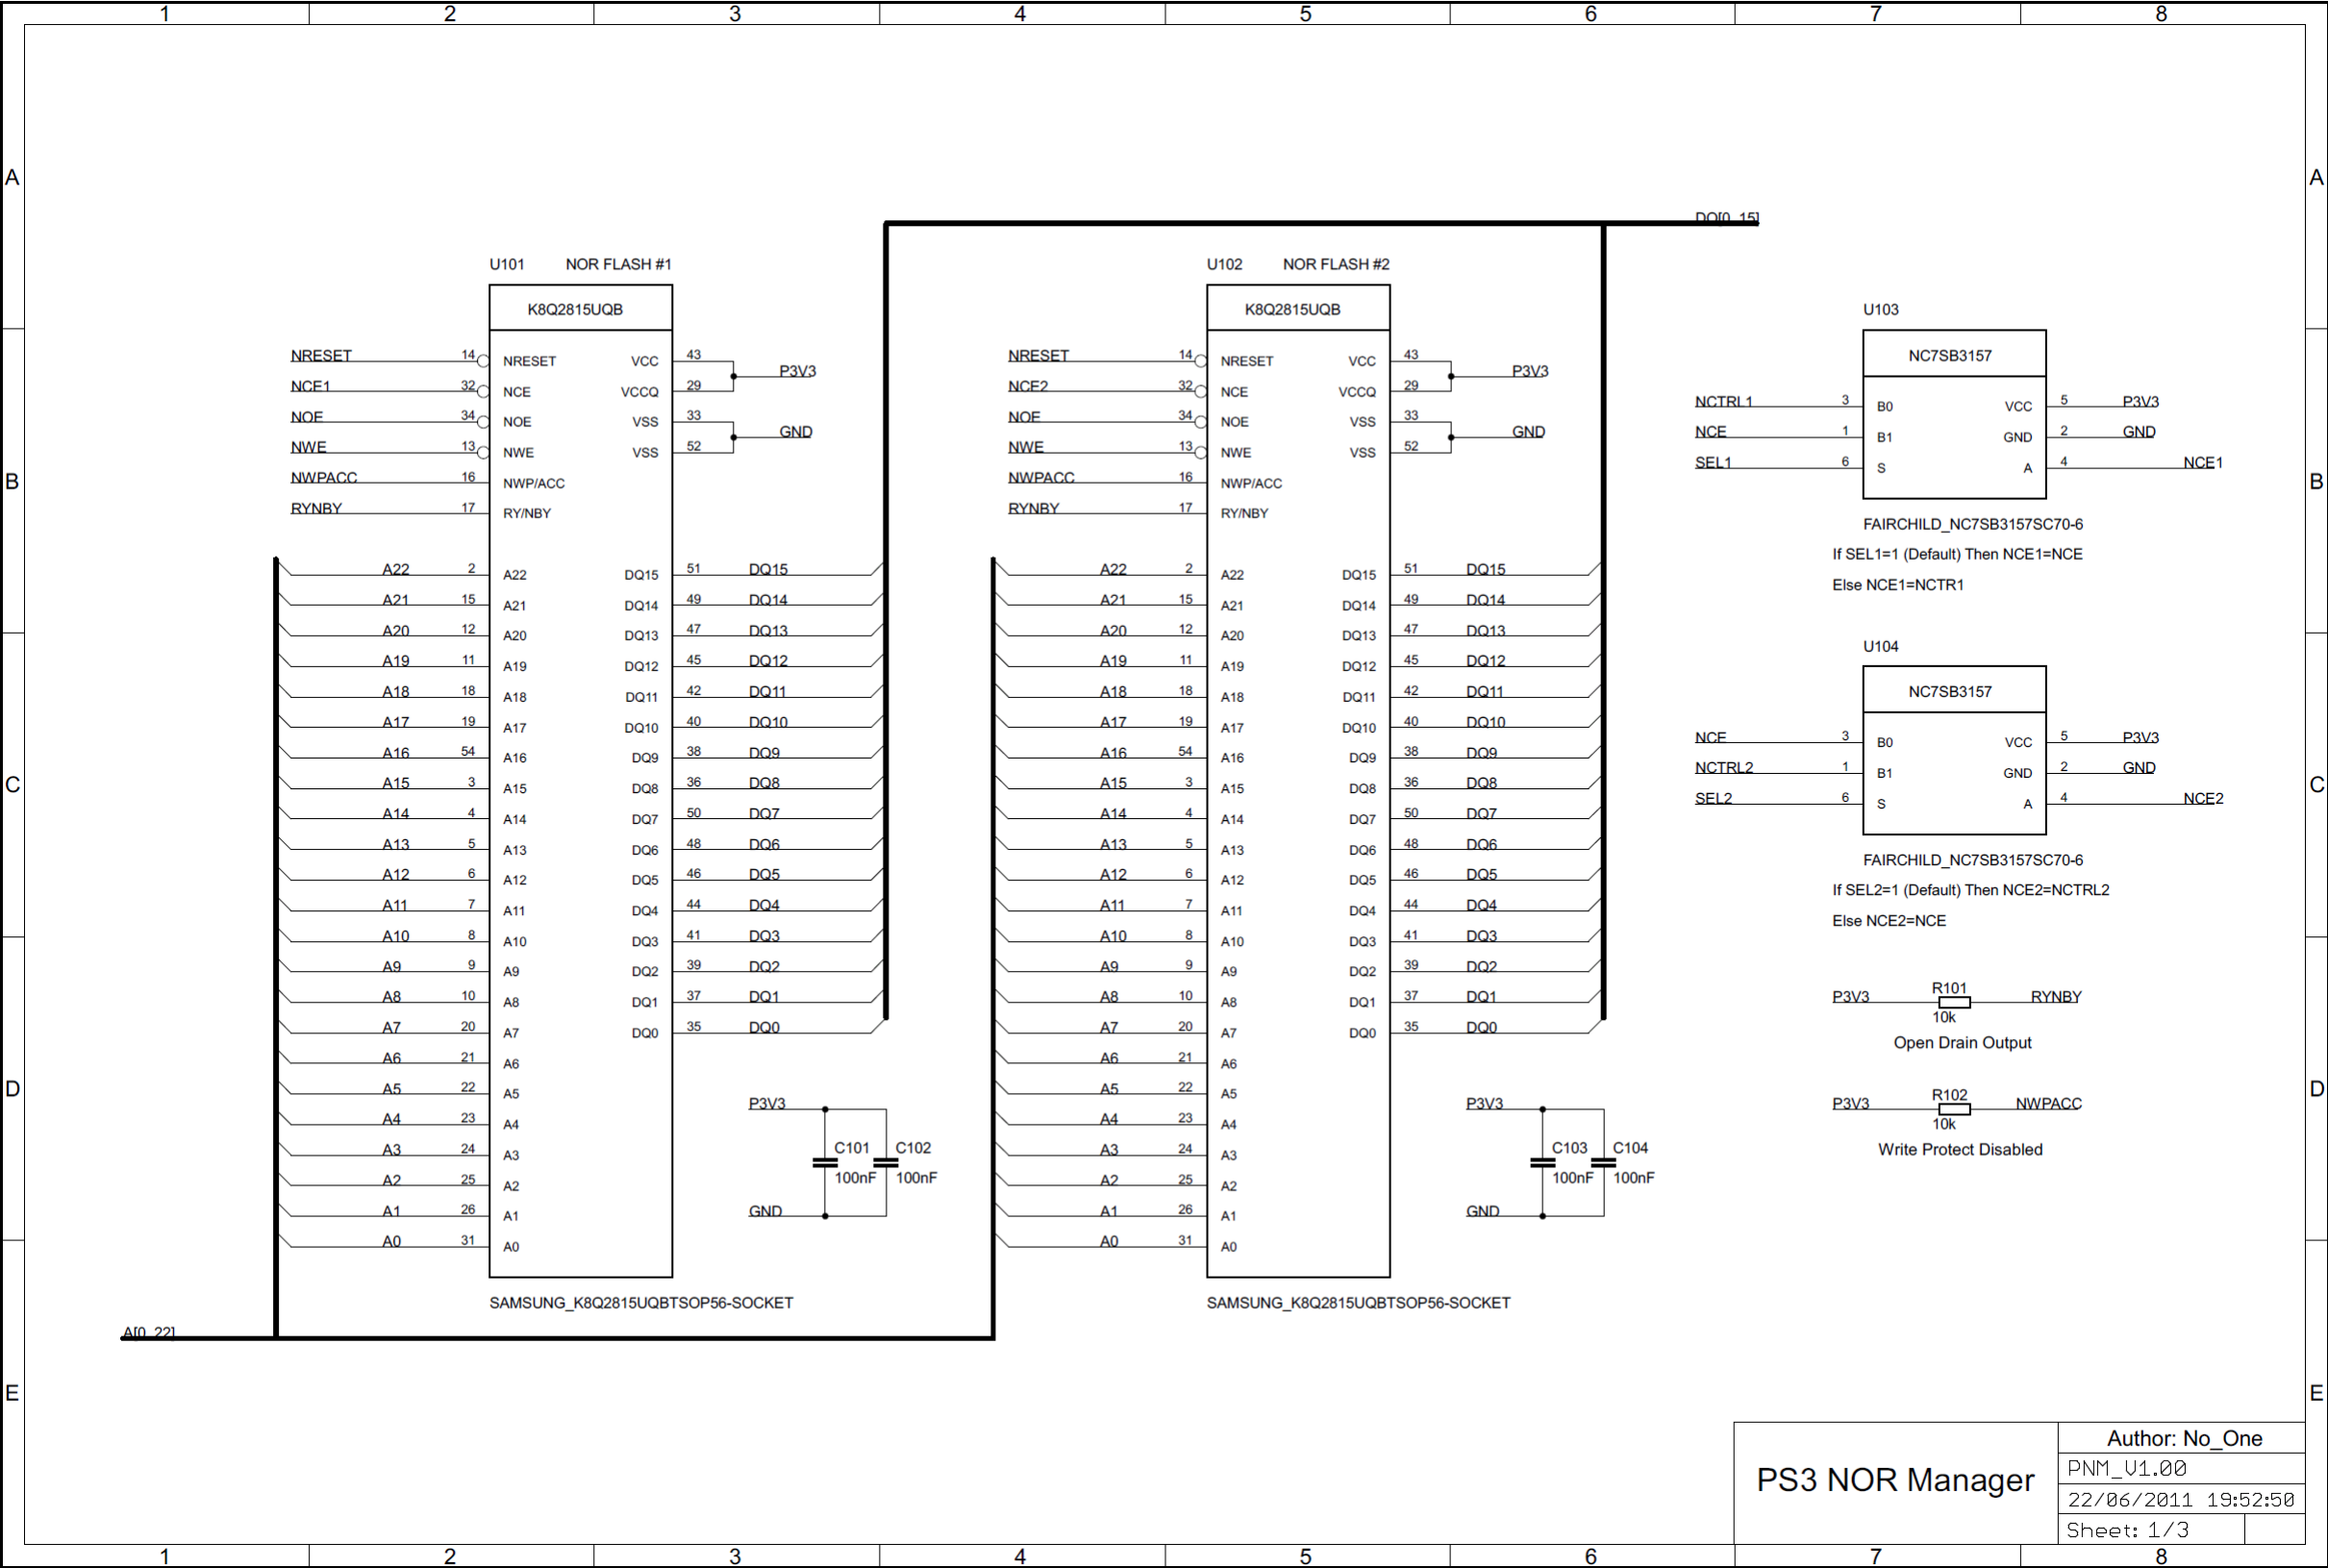 1 2 3 4 5 6 7 8
A A
DQ[0..15]
U101 NOR FLASH #1
K8Q2815UQB
NRESET 14 NRESET VCC 43
NCE1 32 NCE VCCQ 29 P3V3
NOE 34 NOE VSS 33
NWE 13 NWE VSS 52 GND
NWPACC 16 NWP/ACC
RYNBY 17 RY/NBY
A22 2 A22 DQ15 51 DQ15
A21 15 A21 DQ14 49 DQ14
A20 12 A20 DQ13 47 DQ13
A19 11 A19 DQ12 45 DQ12
A18 18 A18 DQ11 42 DQ11
A17 19 A17 DQ10 40 DQ10
A16 54 A16 DQ9 38 DQ9
A15 3 A15 DQ8 36 DQ8
A14 4 A14 DQ7 50 DQ7
A13 5 A13 DQ6 48 DQ6
A12 6 A12 DQ5 46 DQ5
A11 7 A11 DQ4 44 DQ4
A10 8 A10 DQ3 41 DQ3
A9 9 A9 DQ2 39 DQ2
A8 10 A8 DQ1 37 DQ1
A7 20 A7 DQ0 35 DQ0
A6 21 A6
A5 22 A5
A4 23 A4
A3 24 A3
A2 25 A2
A1 26 A1
A0 31 A0
P3V3
C101 C102
100nF 100nF
GND
SAMSUNG_K8Q2815UQBTSOP56-SOCKET
A[0..22]
U102 NOR FLASH #2
K8Q2815UQB
NRESET 14 NRESET VCC 43
NCE2 32 NCE VCCQ 29 P3V3
NOE 34 NOE VSS 33
NWE 13 NWE VSS 52 GND
NWPACC 16 NWP/ACC
RYNBY 17 RY/NBY
A22 2 A22 DQ15 51 DQ15
A21 15 A21 DQ14 49 DQ14
A20 12 A20 DQ13 47 DQ13
A19 11 A19 DQ12 45 DQ12
A18 18 A18 DQ11 42 DQ11
A17 19 A17 DQ10 40 DQ10
A16 54 A16 DQ9 38 DQ9
A15 3 A15 DQ8 36 DQ8
A14 4 A14 DQ7 50 DQ7
A13 5 A13 DQ6 48 DQ6
A12 6 A12 DQ5 46 DQ5
A11 7 A11 DQ4 44 DQ4
A10 8 A10 DQ3 41 DQ3
A9 9 A9 DQ2 39 DQ2
A8 10 A8 DQ1 37 DQ1
A7 20 A7 DQ0 35 DQ0
A6 21 A6
A5 22 A5
A4 23 A4
A3 24 A3
A2 25 A2
A1 26 A1
A0 31 A0
P3V3
C103 C104
100nF 100nF
GND
SAMSUNG_K8Q2815UQBTSOP56-SOCKET
U103
NC7SB3157
NCTRL1 3 B0 VCC 5 P3V3
NCE 1 B1 GND 2 GND
SEL1 6 S A 4 NCE1
FAIRCHILD_NC7SB3157SC70-6
If SEL1=1 (Default) Then NCE1=NCE
Else NCE1=NCTR1
U104
NC7SB3157
NCE 3 B0 VCC 5 P3V3
NCTRL2 1 B1 GND 2 GND
SEL2 6 S A 4 NCE2
FAIRCHILD_NC7SB3157SC70-6
If SEL2=1 (Default) Then NCE2=NCTRL2
Else NCE2=NCE
P3V3 R101 RYNBY
10k
Open Drain Output
P3V3 R102 NWPACC
10k
Write Protect Disabled
B B
C C
D D
E E
PS3 NOR Manager
Author: No_One
PNM_V1.00
22/06/2011 19:52:50
Sheet: 1/3
1 2 3 4 5 6 7 8